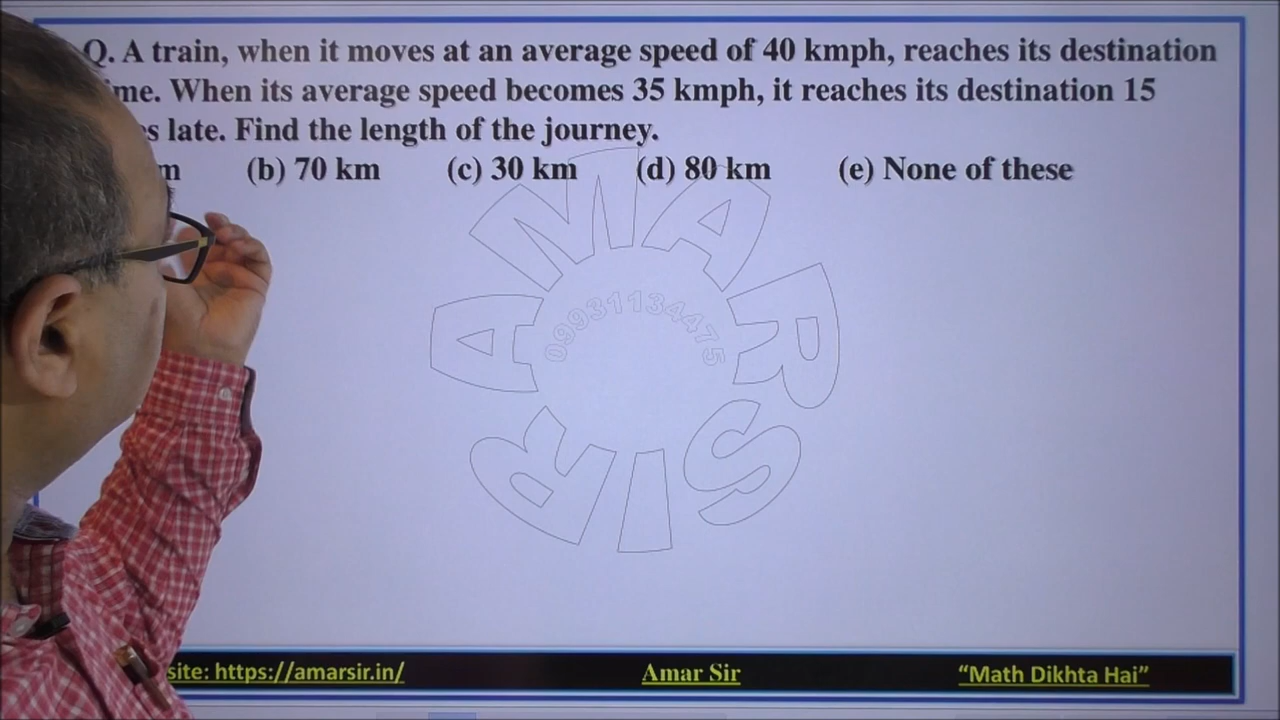 Q. A train, when it moves at an average speed of 40 kmph, reaches its destination
me. When its average speed becomes 35 kmph, it reaches its destination 15
s late. Find the length of the journey.
m (b) 70 km (c) 30 km (d) 80 km (e) None of these
AMAR
09931134475
SIR
site: https://amarsir.in/ Amar Sir “Math Dikhta Hai”